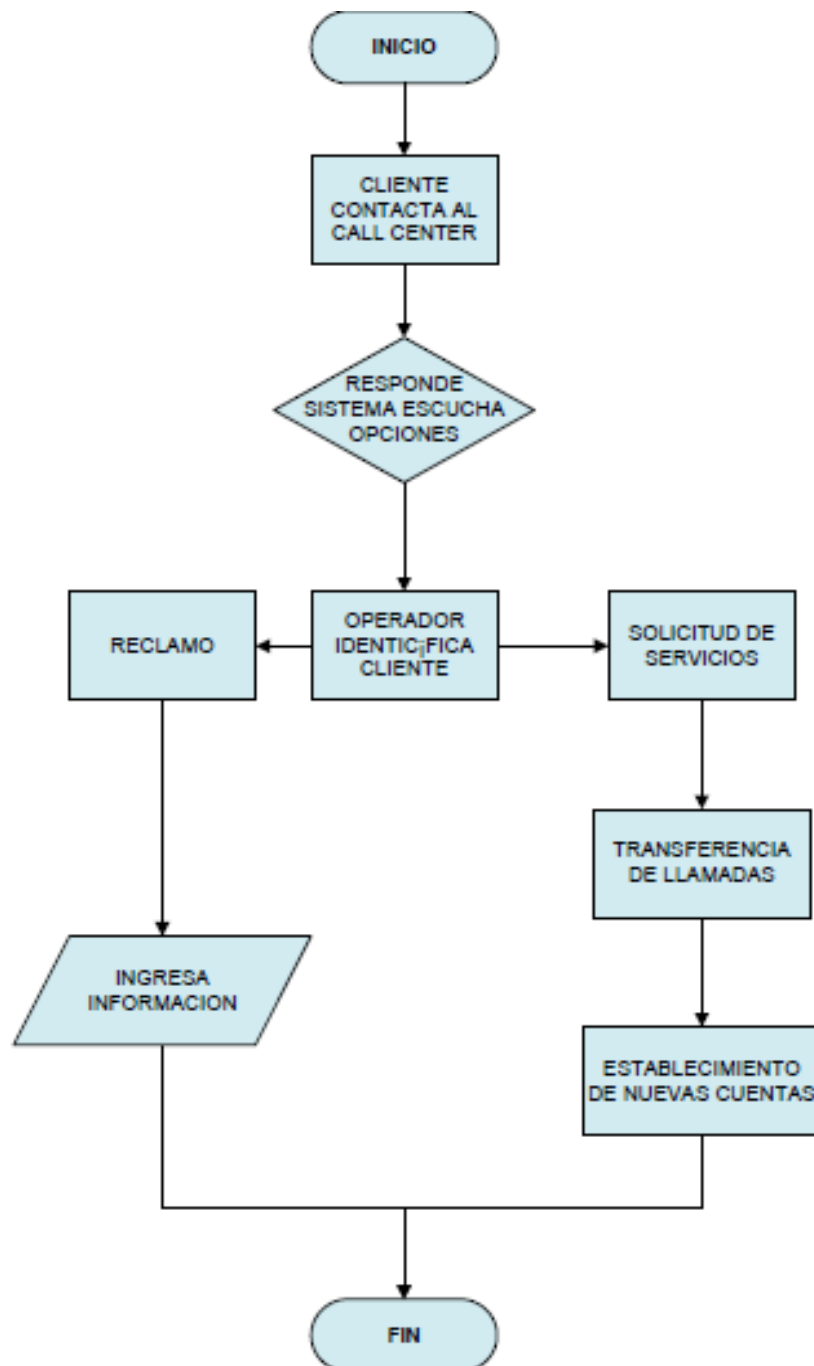 INICIO
CLIENTE
CONTACTA AL
CALL CENTER
RESPONDE
SISTEMA ESCUCHA
OPCIONES
RECLAMO
OPERADOR
IDENTIC¡FICA
CLIENTE
SOLICITUD DE
SERVICIOS
TRANSFERENCIA
DE LLAMADAS
INGRESA
INFORMACION
ESTABLECIMIENTO
DE NUEVAS CUENTAS
FIN